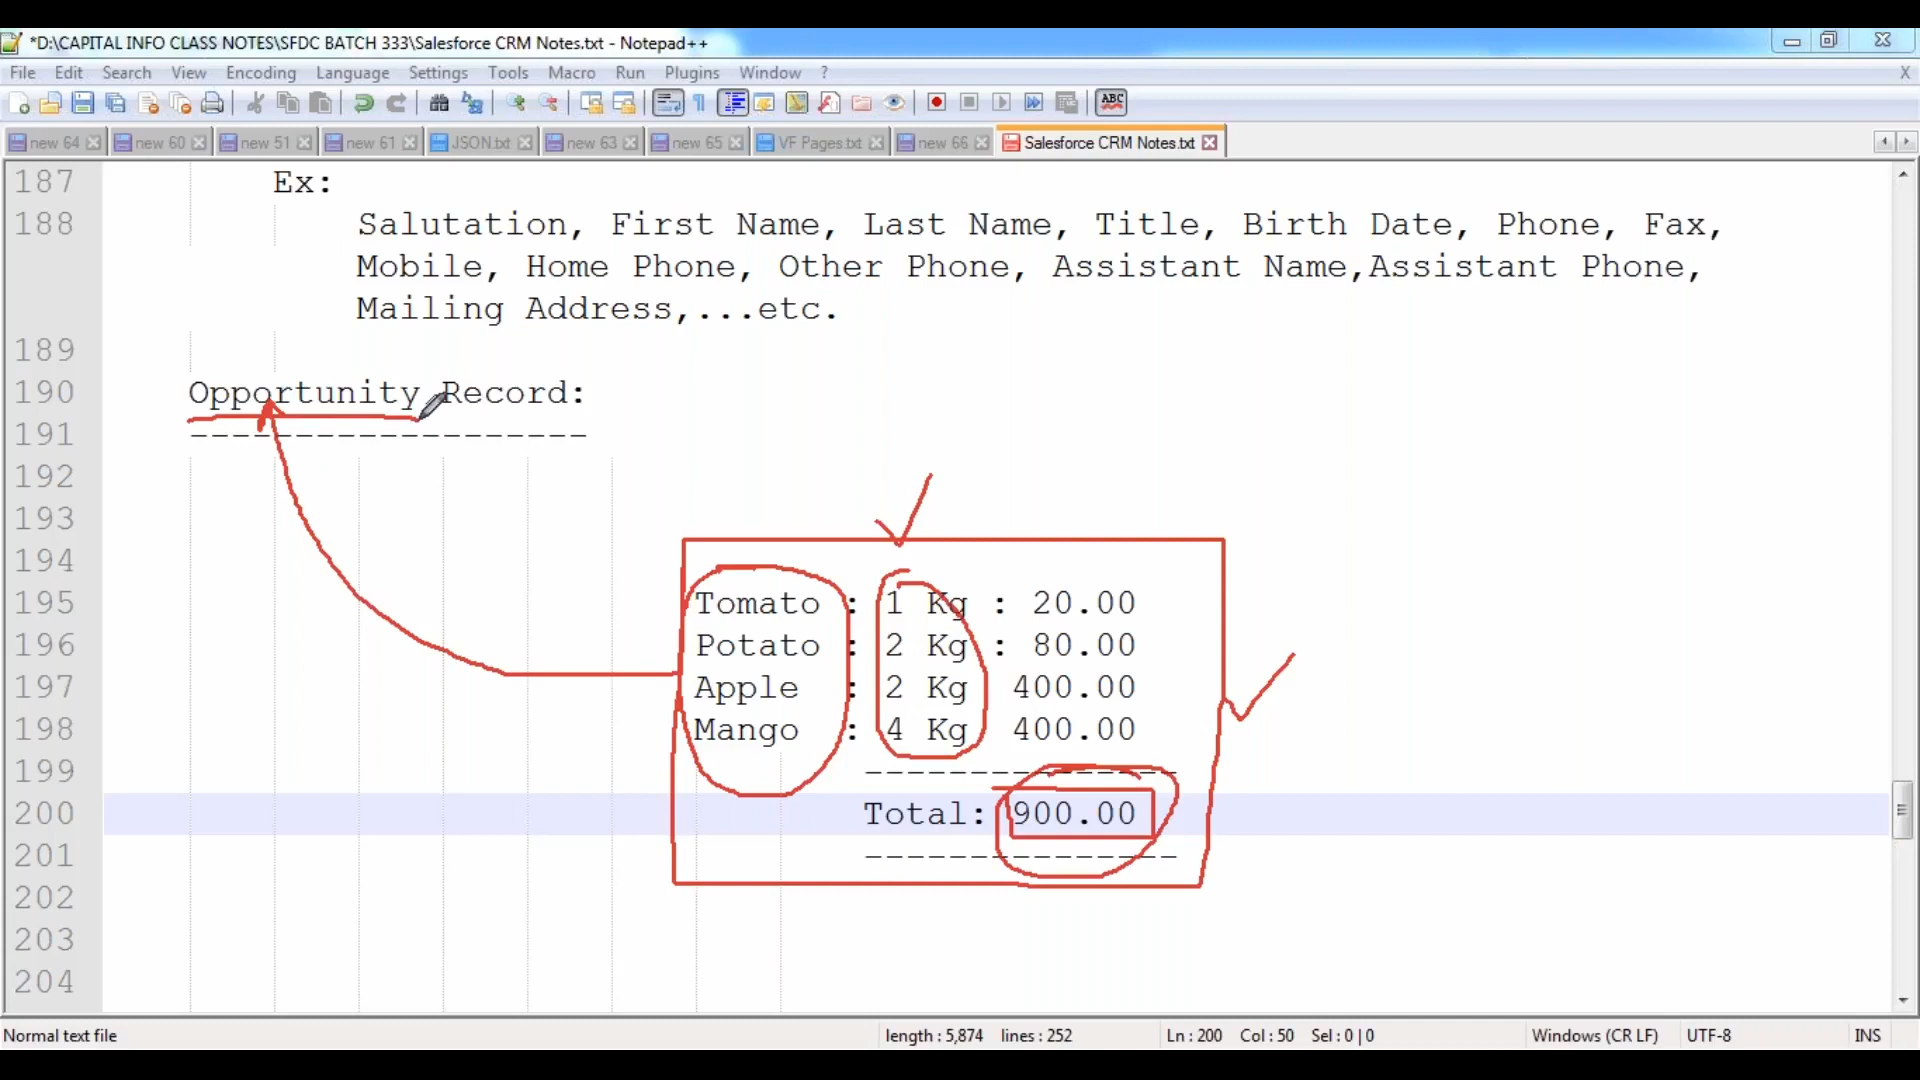 *D:\CAPITAL INFO CLASS NOTES\SFDC BATCH 333\Salesforce CRM Notes.txt - Notepad++
File Edit Search View Encoding Language Settings Tools Macro Run Plugins Window ? X
ABC
new 64 new 60 new 51 new 61 JSON.txt new 63 new 65 VF Pages.txt new 66 Salesforce CRM Notes.txt
187 Ex:
188 Salutation, First Name, Last Name, Title, Birth Date, Phone, Fax,
Mobile, Home Phone, Other Phone, Assistant Name,Assistant Phone,
Mailing Address,...etc.
189
190 Opportunity Record:
191 -------------------
192
193
194
195 Tomato : 1 Kg : 20.00
196 Potato : 2 Kg : 80.00
197 Apple : 2 Kg 400.00
198 Mango : 4 Kg 400.00
199 ---------------
200 Total: 900.00
201 ---------------
202
203
204
Normal text file length : 5,874 lines : 252 Ln : 200 Col : 50 Sel : 0 | 0 Windows (CR LF) UTF-8 INS